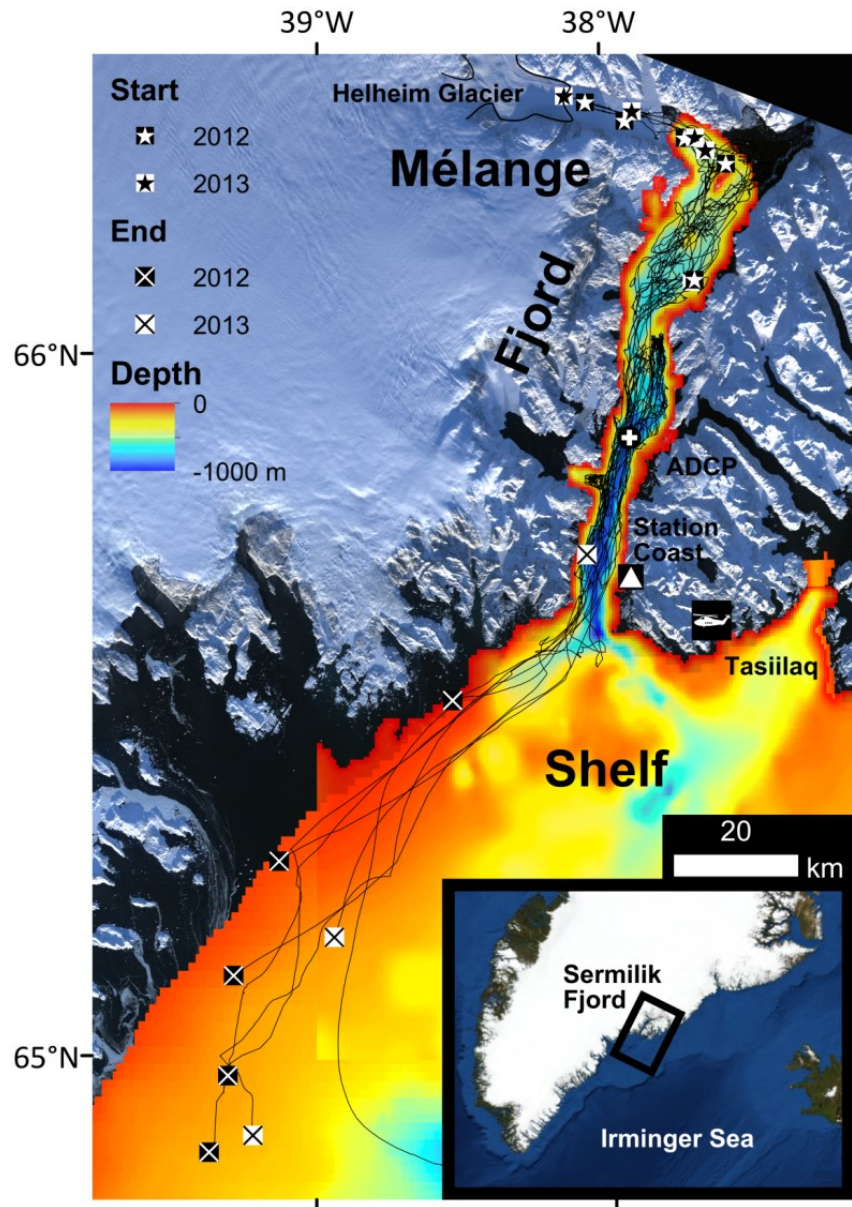 39°W 38°W
Start
2012
2013
End
2012
2013
Depth
0
-1000 m
Helheim Glacier
Mélange
Fjord
66°N
ADCP
Station
Coast
Tasiilaq
Shelf
20
km
65°N
Sermilik
Fjord
Irminger Sea